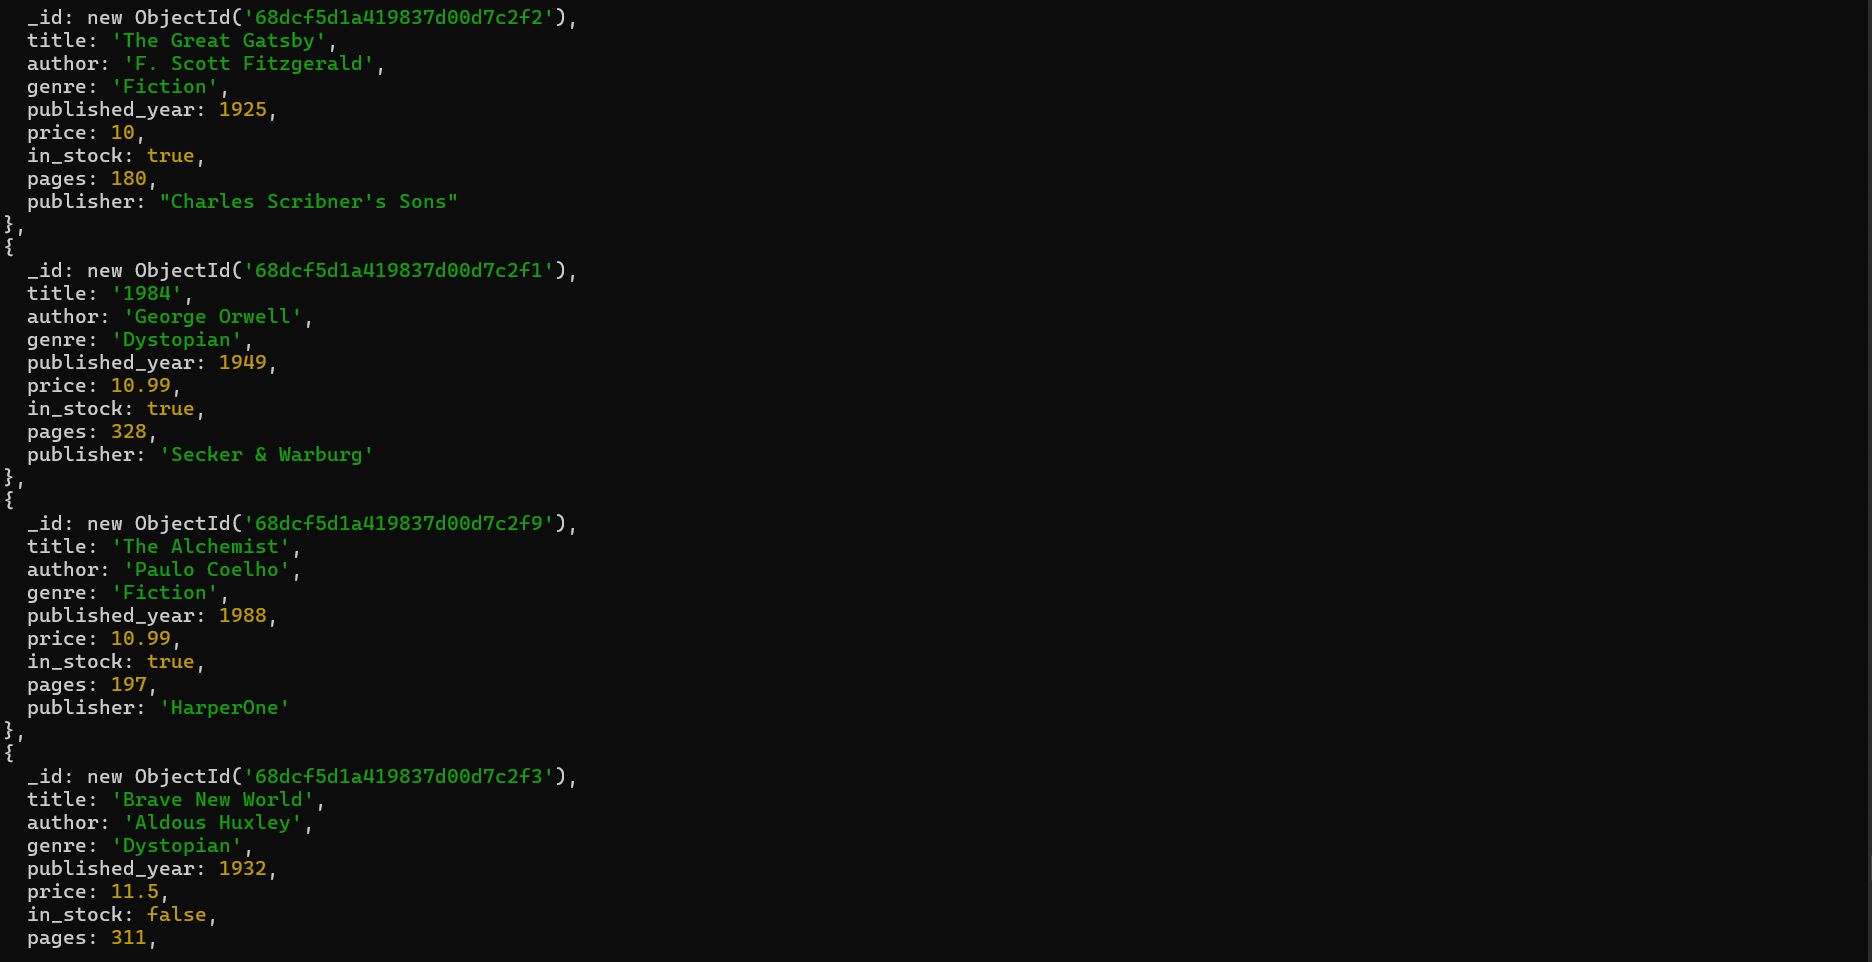 _id: new ObjectId('68dcf5d1a419837d00d7c2f2'),
title: 'The Great Gatsby',
author: 'F. Scott Fitzgerald',
genre: 'Fiction',
published_year: 1925,
price: 10,
in_stock: true,
pages: 180,
publisher: "Charles Scribner's Sons"
},
{
_id: new ObjectId('68dcf5d1a419837d00d7c2f1'),
title: '1984',
author: 'George Orwell',
genre: 'Dystopian',
published_year: 1949,
price: 10.99,
in_stock: true,
pages: 328,
publisher: 'Secker & Warburg'
},
{
_id: new ObjectId('68dcf5d1a419837d00d7c2f9'),
title: 'The Alchemist',
author: 'Paulo Coelho',
genre: 'Fiction',
published_year: 1988,
price: 10.99,
in_stock: true,
pages: 197,
publisher: 'HarperOne'
},
{
_id: new ObjectId('68dcf5d1a419837d00d7c2f3'),
title: 'Brave New World',
author: 'Aldous Huxley',
genre: 'Dystopian',
published_year: 1932,
price: 11.5,
in_stock: false,
pages: 311,